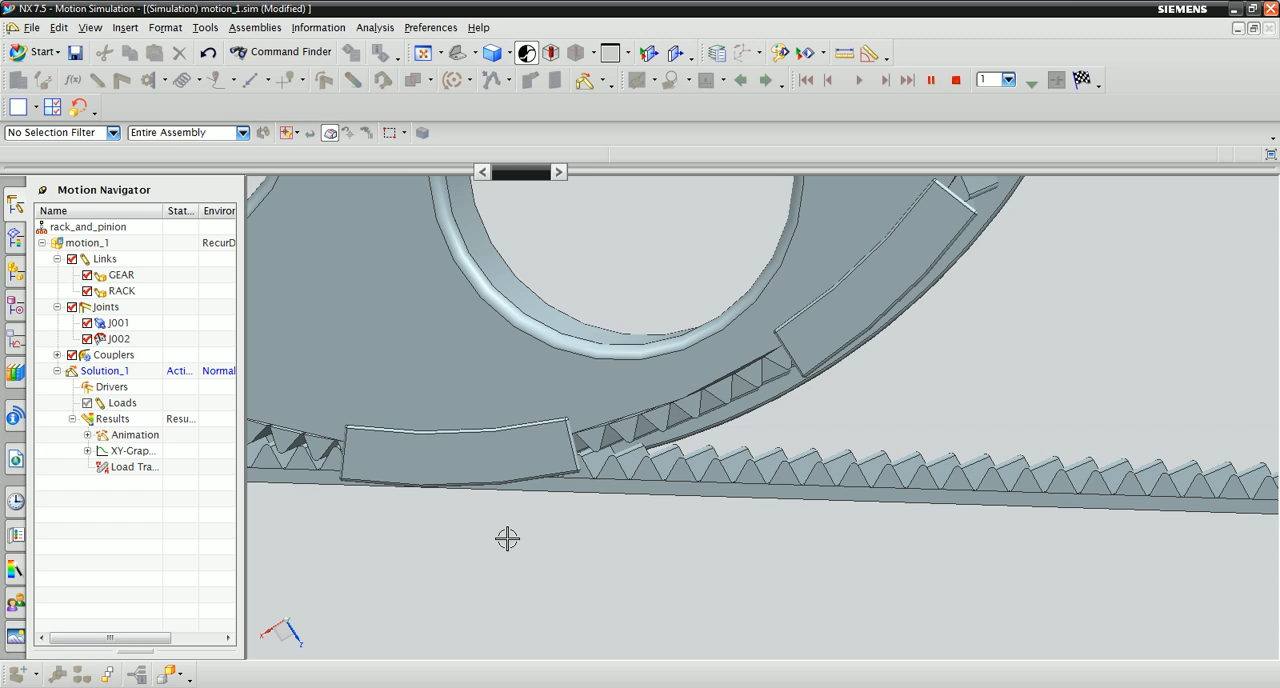 NX 7.5 - Motion Simulation - [(Simulation) motion_1.sim (Modified) ]
SIEMENS
File Edit View Insert Format Tools Assemblies Information Analysis Preferences Help
Start Command Finder
f(x) 1
No Selection Filter Entire Assembly
Motion Navigator
Name Stat... Environ
rack_and_pinion
motion_1 RecurD
Links
GEAR
RACK
Joints
J001
J002
Couplers
Solution_1 Acti... Normal
Drivers
Loads
Results Resu...
Animation
XY-Grap...
Load Tra...
X
Z